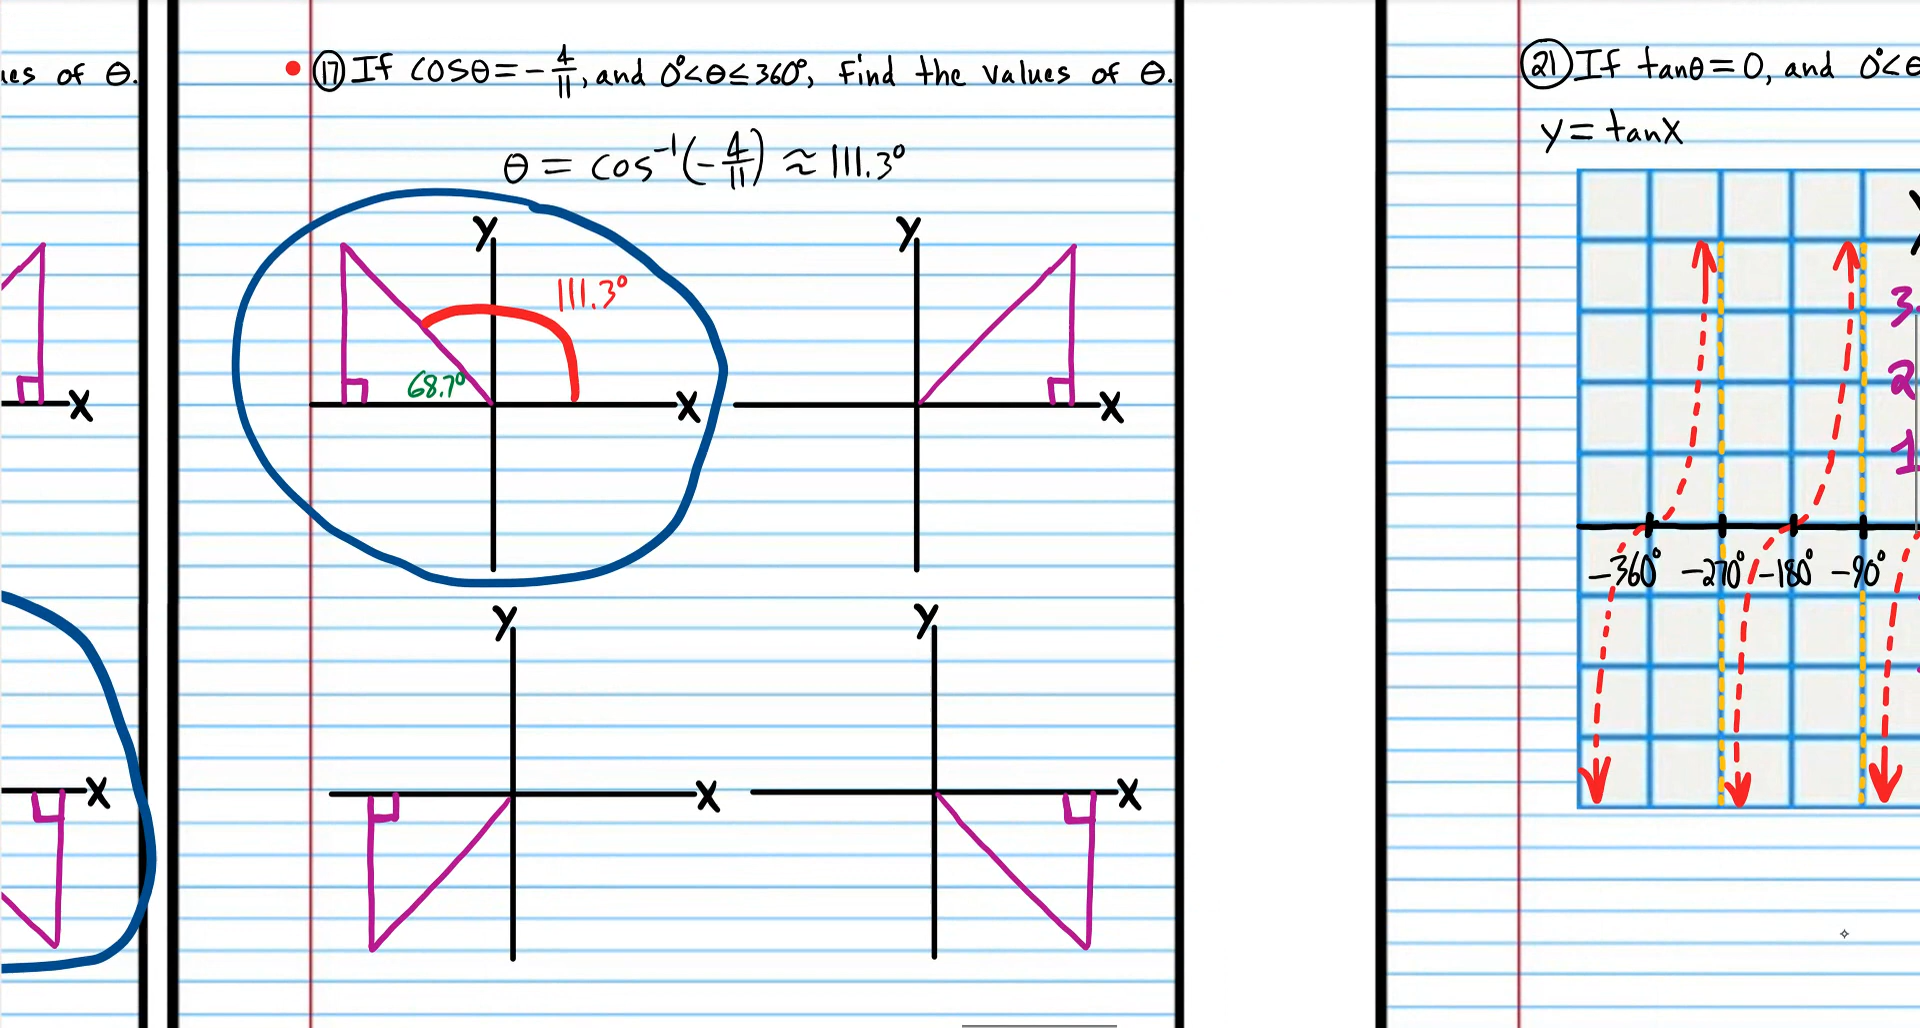 ues of θ.
⑰ If cosθ = -4/11, and 0°<θ≤360°, find the values of θ.
θ = cos⁻¹(-4/11) ≈ 111.3°
y
111.3°
68.7°
x
y
x
x
y
x
y
x
x
㉑ If tanθ = 0, and 0°<θ
y = tanx
y
3
2
1
-360° -270° -180° -90°